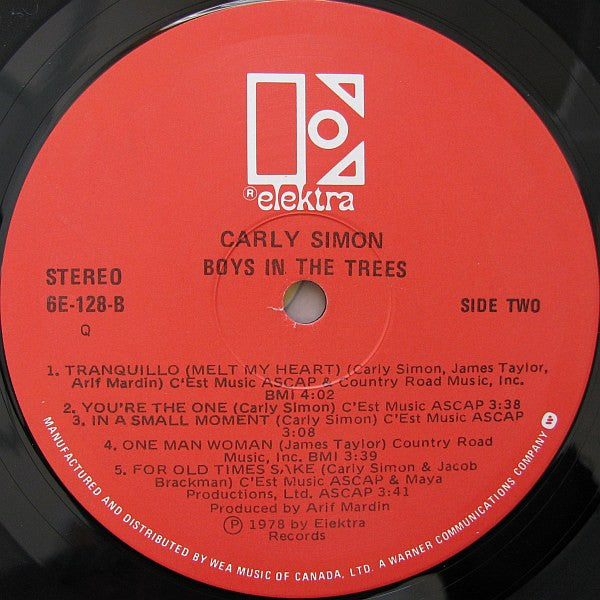 ® elektra
CARLY SIMON
BOYS IN THE TREES
STEREO
6E-128-B
Q
SIDE TWO
1. TRANQUILLO (MELT MY HEART) (Carly Simon, James Taylor,
Arif Mardin) C'Est Music ASCAP & Country Road Music, Inc.
BMI 4:02
2. YOU'RE THE ONE (Carly Simon) C'Est Music ASCAP 3:38
3. IN A SMALL MOMENT (Carly Simon) C'Est Music ASCAP
3:08
4. ONE MAN WOMAN (James Taylor) Country Road
Music, Inc. BMI 3:39
5. FOR OLD TIMES SAKE (Carly Simon & Jacob
Brackman) C'Est Music ASCAP & Maya
Productions, Ltd. ASCAP 3:41
Produced by Arif Mardin
℗ 1978 by Elektra
Records
MANUFACTURED AND DISTRIBUTED BY WEA MUSIC OF CANADA, LTD. A WARNER COMMUNICATIONS COMPANY